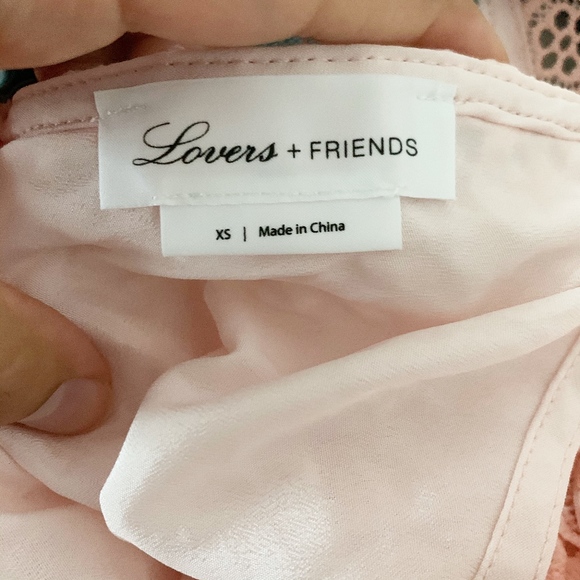 Lovers + FRIENDS
XS | Made in China